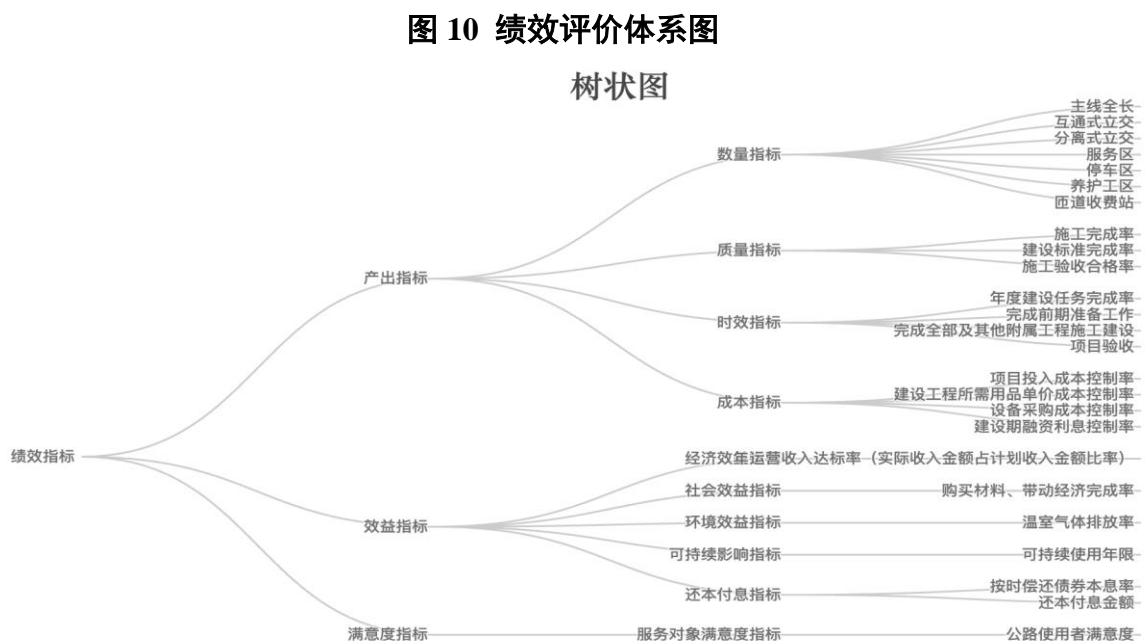 图 10 绩效评价体系图
树状图
绩效指标
产出指标
数量指标
主线全长
互通式立交
分离式立交
服务区
停车区
养护工区
匝道收费站
质量指标
施工完成率
建设标准完成率
施工验收合格率
时效指标
年度建设任务完成率
完成前期准备工作
完成全部及其他附属工程施工建设
项目验收
成本指标
项目投入成本控制率
建设工程所需用品单价成本控制率
设备采购成本控制率
建设期融资利息控制率
效益指标
经济效
运营收入达标率（实际收入金额占计划收入金额比率）
社会效益指标
购买材料、带动经济完成率
环境效益指标
温室气体排放率
可持续影响指标
可持续使用年限
还本付息指标
按时偿还债券本息率
还本付息金额
满意度指标
服务对象满意度指标
公路使用者满意度